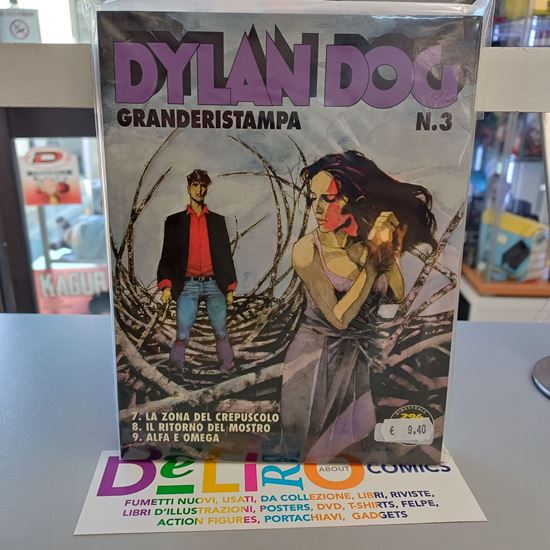 DYLAN DOG
GRANDERISTAMPA N.3
7. LA ZONA DEL CREPUSCOLO
8. IL RITORNO DEL MOSTRO
9. ALFA E OMEGA
BIMESTRALE
€ 9.40
DeLiRiO ABOUT COMICS
FUMETTI NUOVI, USATI, DA COLLEZIONE, LIBRI, RIVISTE,
LIBRI D'ILLUSTRAZIONI, POSTERS, DVD, T-SHIRTS, FELPE,
ACTION FIGURES, PORTACHIAVI, GADGETS
KAGUR